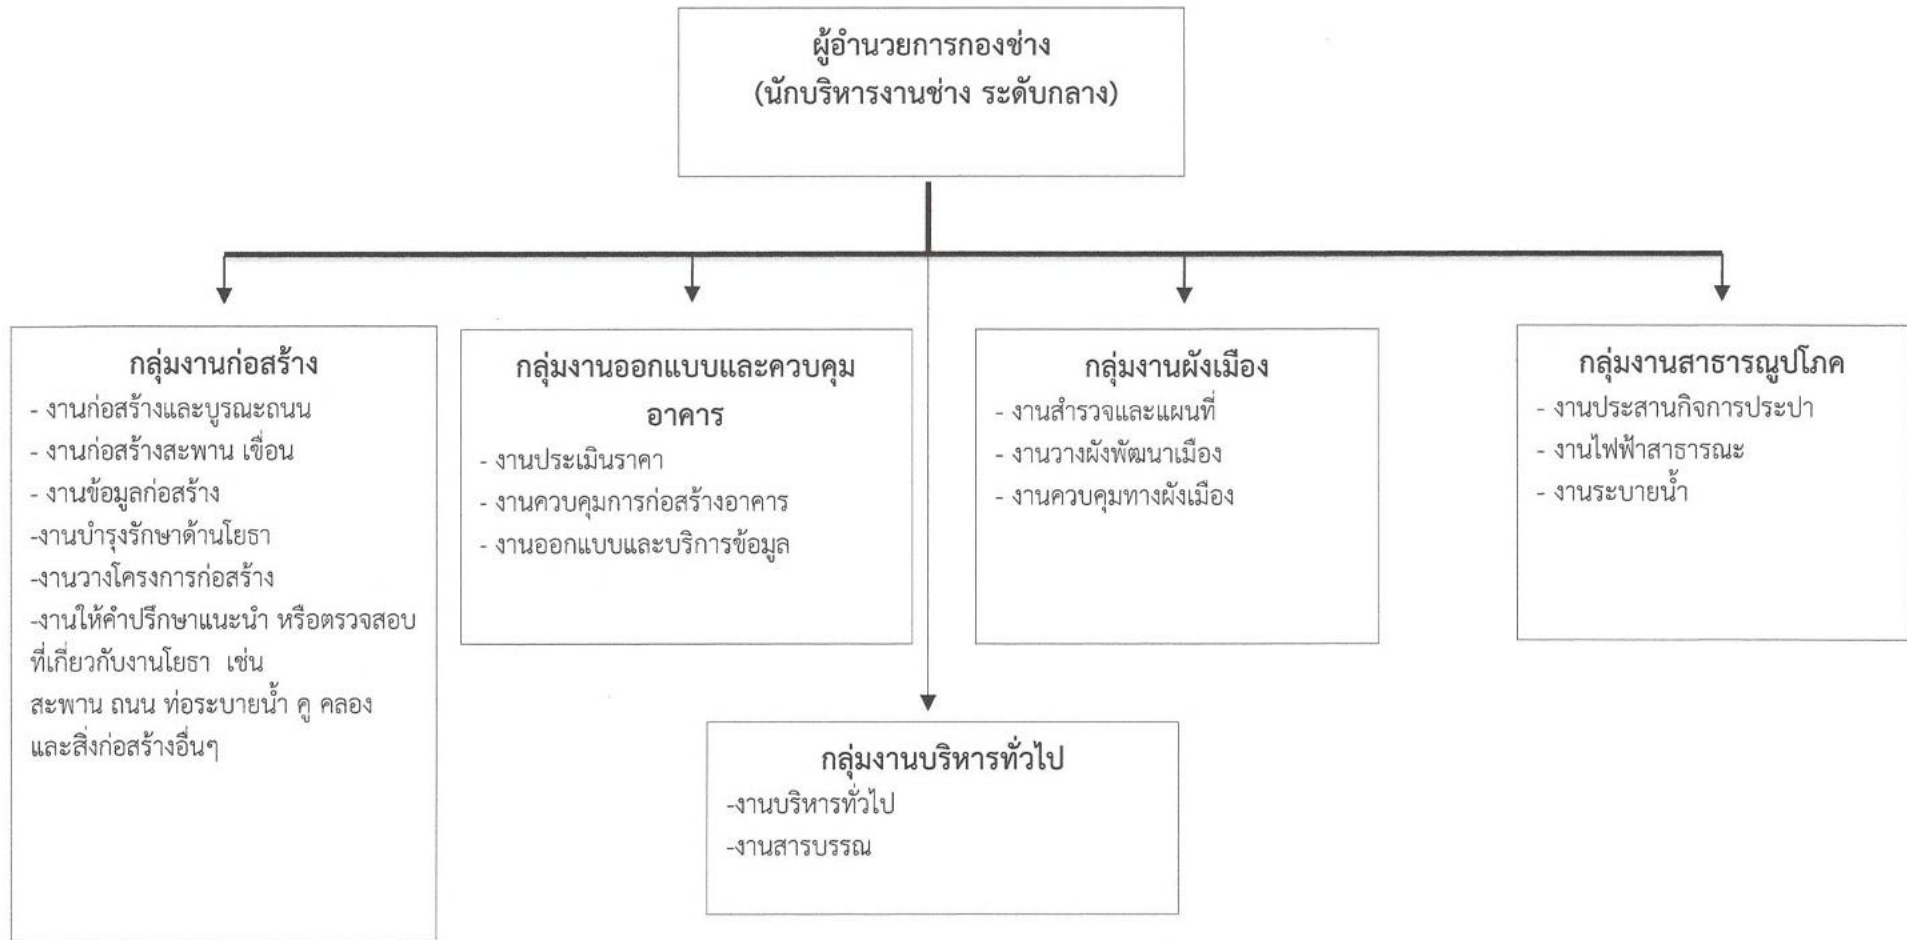 ผู้อำนวยการกองช่าง
(นักบริหารงานช่าง ระดับกลาง)
กลุ่มงานก่อสร้าง
- งานก่อสร้างและบูรณะถนน
- งานก่อสร้างสะพาน เขื่อน
- งานข้อมูลก่อสร้าง
-งานบำรุงรักษาด้านโยธา
-งานวางโครงการก่อสร้าง
-งานให้คำปรึกษาแนะนำ หรือตรวจสอบ
ที่เกี่ยวกับงานโยธา เช่น
สะพาน ถนน ท่อระบายน้ำ คู คลอง
และสิ่งก่อสร้างอื่นๆ
กลุ่มงานออกแบบและควบคุม
อาคาร
- งานประเมินราคา
- งานควบคุมการก่อสร้างอาคาร
- งานออกแบบและบริการข้อมูล
กลุ่มงานผังเมือง
- งานสำรวจและแผนที่
- งานวางผังพัฒนาเมือง
- งานควบคุมทางผังเมือง
กลุ่มงานสาธารณูปโภค
- งานประสานกิจการประปา
- งานไฟฟ้าสาธารณะ
- งานระบายน้ำ
กลุ่มงานบริหารทั่วไป
-งานบริหารทั่วไป
-งานสารบรรณ